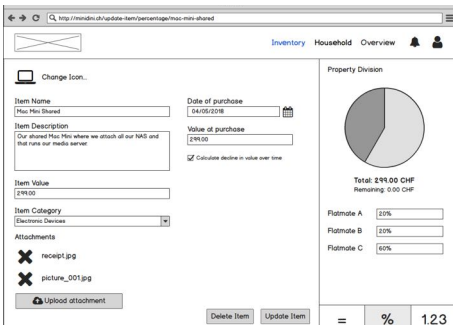 http://minidini.ch/update-item/percentage/mac-mini-shared
Inventory Household Overview
Change Icon...
Item Name
Mac Mini Shared
Item Description
Our shared Mac Mini where we attach all our NAS and
that runs our media server
Item Value
299.00
Item Category
Electronic Devices
Attachments
receipt.jpg
picture_001.jpg
Upload attachment
Date of purchase
04/05/2018
Value at purchase
299.00
Calculate decline in value over time
Delete Item Update Item
Property Division
Total: 299.00 CHF
Remaining: 0.00 CHF
Flatmate A 20%
Flatmate B 20%
Flatmate C 60%
= % 1.23